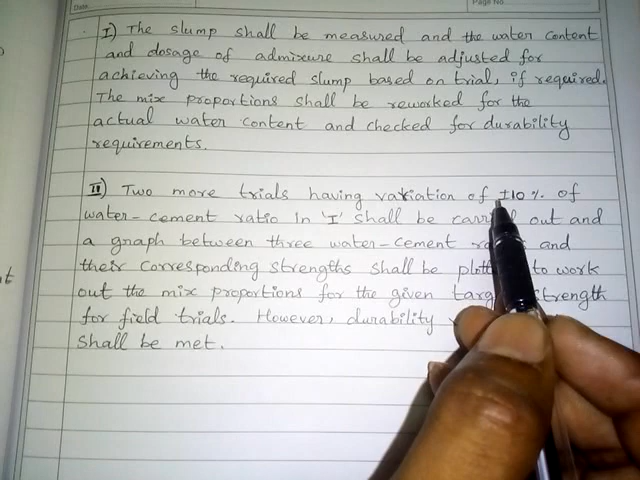 Date
Page No
I) The slump shall be measured and the water content
and dosage of admixure shall be adjusted for
achieving the required slump based on trial, if required.
The mix proportions shall be reworked for the
actual water content and checked for durability
requirements.
II) Two more trials having variation of ±10% of
water-cement ratio in 'I' shall be out and
a graph between three water-cement and
their corresponding strengths shall be to work
out the mix proportions for the given strength
for field trials. However, durability
shall be met.